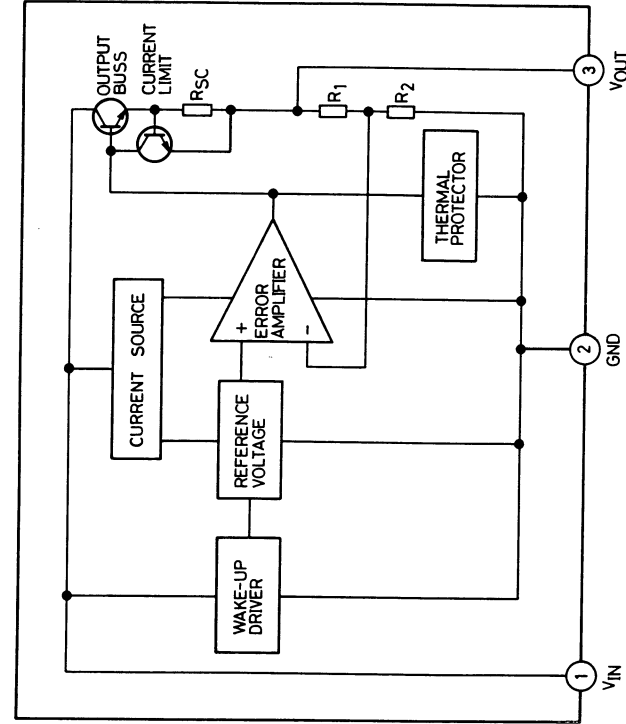 OUTPUT
BUSS
CURRENT
LIMIT
RSC
R1
R2
CURRENT SOURCE
+
ERROR
AMPLIFIER
-
THERMAL
PROTECTOR
REFERENCE
VOLTAGE
WAKE-UP
DRIVER
1
VIN
2
GND
3
VOUT